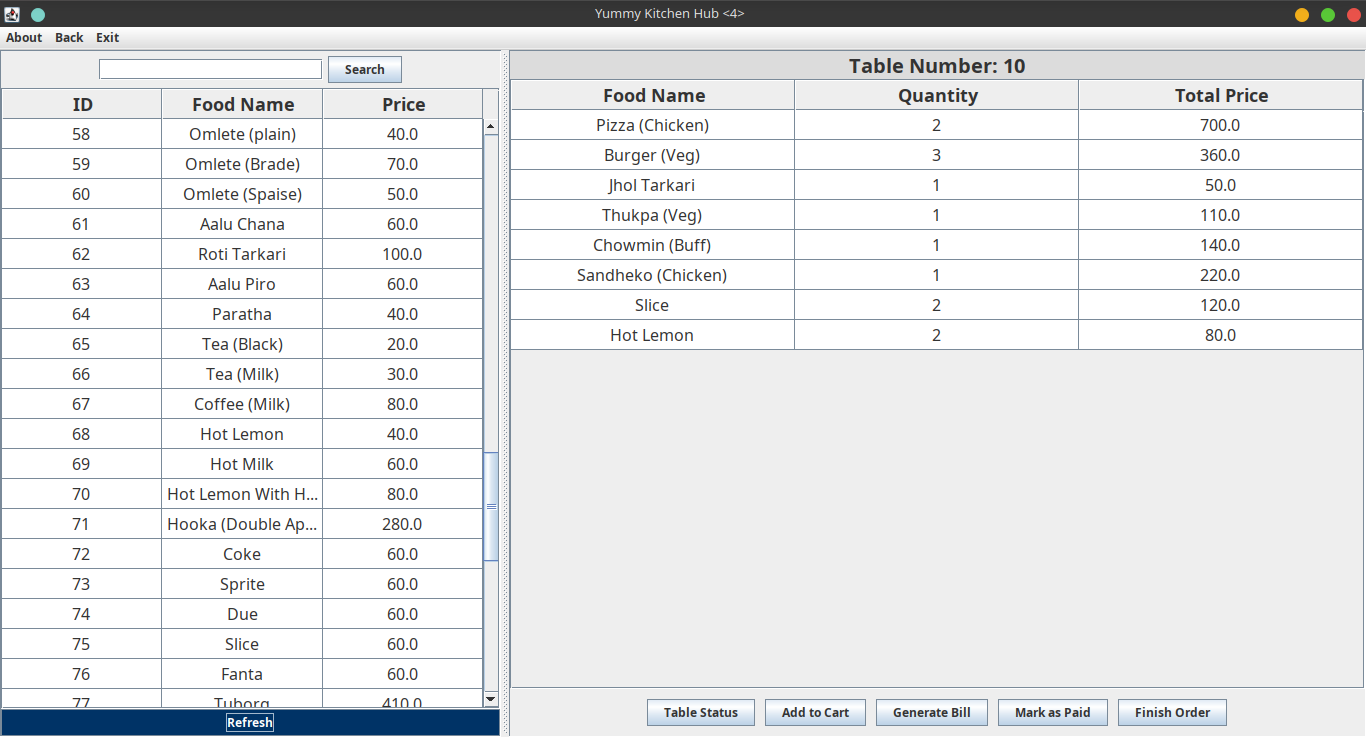 Yummy Kitchen Hub <4>
About Back Exit
Search
ID Food Name Price
58 Omlete (plain) 40.0
59 Omlete (Brade) 70.0
60 Omlete (Spaise) 50.0
61 Aalu Chana 60.0
62 Roti Tarkari 100.0
63 Aalu Piro 60.0
64 Paratha 40.0
65 Tea (Black) 20.0
66 Tea (Milk) 30.0
67 Coffee (Milk) 80.0
68 Hot Lemon 40.0
69 Hot Milk 60.0
70 Hot Lemon With H... 80.0
71 Hooka (Double Ap... 280.0
72 Coke 60.0
73 Sprite 60.0
74 Due 60.0
75 Slice 60.0
76 Fanta 60.0
77 Tuborg 410.0
Refresh
Table Number: 10
Food Name Quantity Total Price
Pizza (Chicken) 2 700.0
Burger (Veg) 3 360.0
Jhol Tarkari 1 50.0
Thukpa (Veg) 1 110.0
Chowmin (Buff) 1 140.0
Sandheko (Chicken) 1 220.0
Slice 2 120.0
Hot Lemon 2 80.0
Table Status Add to Cart Generate Bill Mark as Paid Finish Order